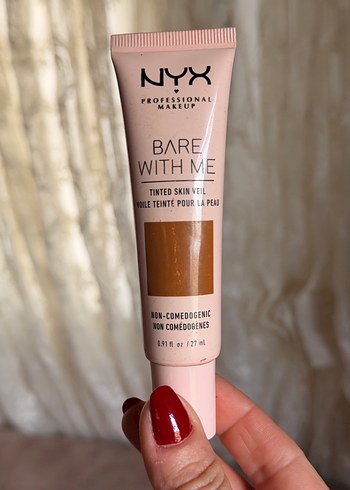 NYX
PROFESSIONAL
MAKEUP
BARE
WITH ME
TINTED SKIN VEIL
VOILE TEINTÉ POUR LA PEAU
NON-COMEDOGENIC
NON COMÉDOGÈNES
0.91 fl oz / 27 mL